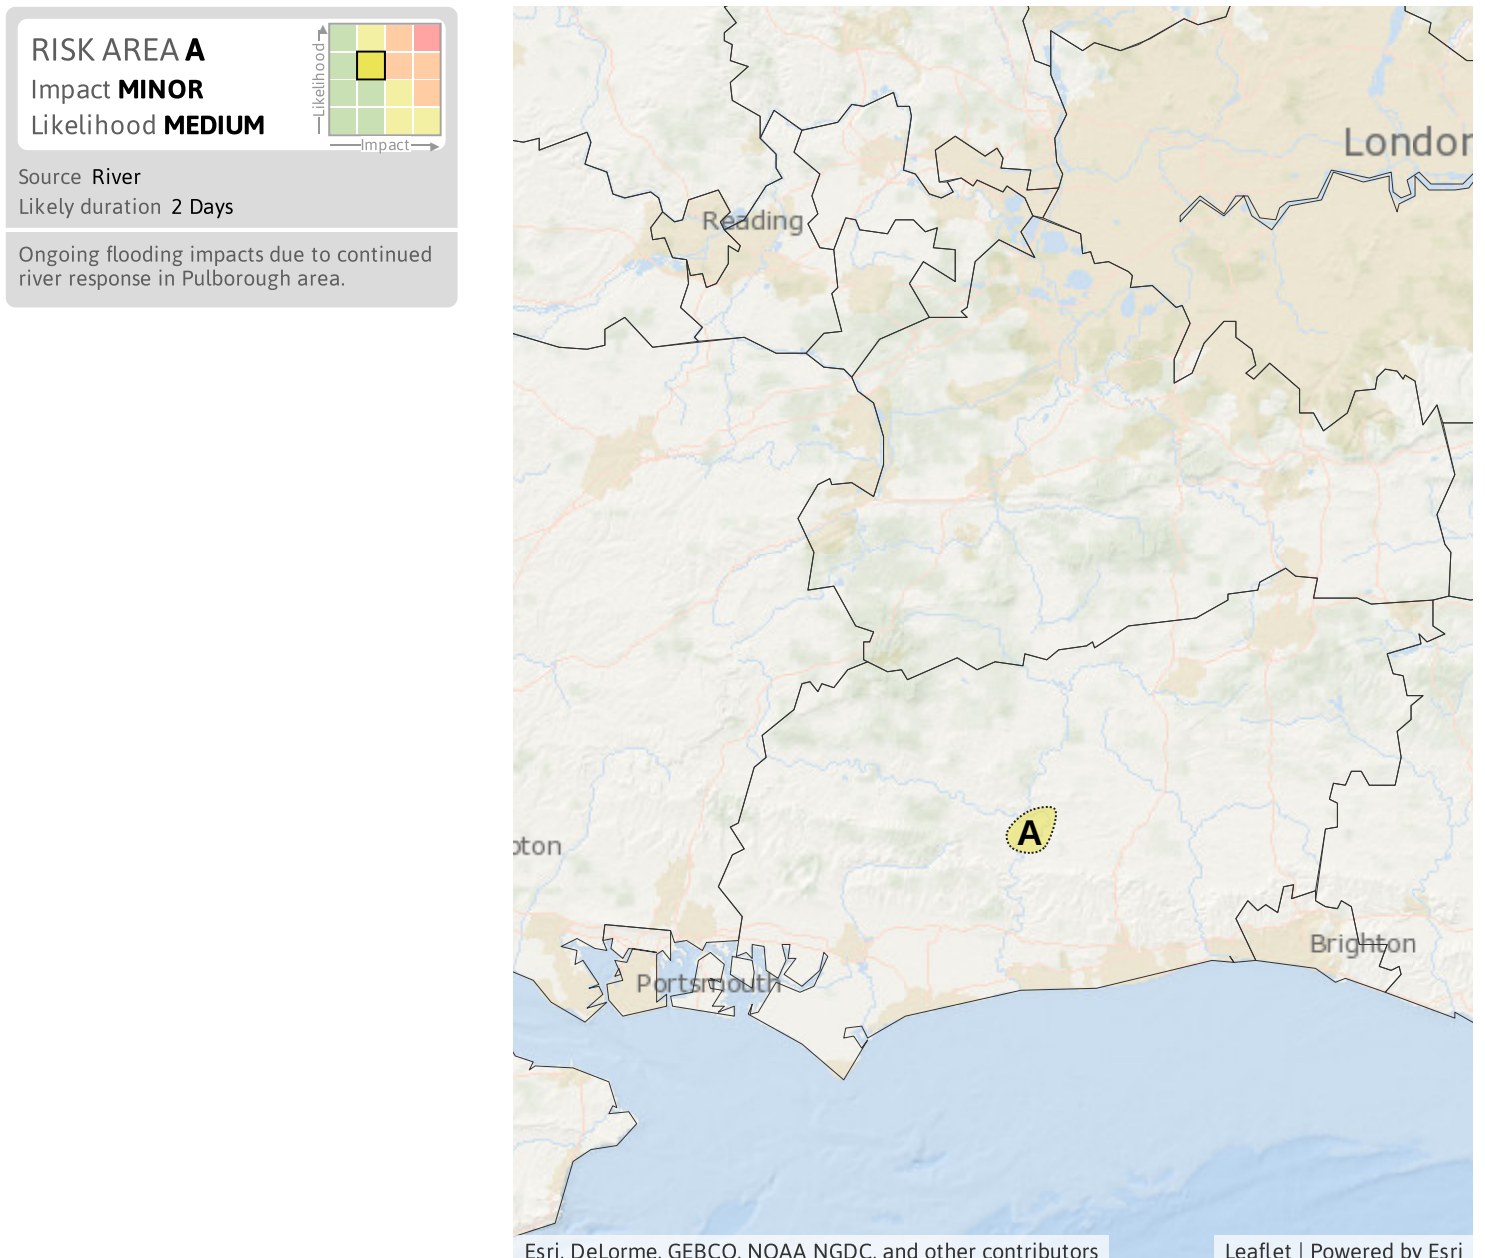 RISK AREA A
Impact MINOR
Likelihood MEDIUM
Likelihood
Impact
Source River
Likely duration 2 Days
Ongoing flooding impacts due to continued
river response in Pulborough area.
London
Reading
A
pton
Brighton
Portsmouth
Esri, DeLorme, GEBCO, NOAA NGDC, and other contributors
Leaflet | Powered by Esri